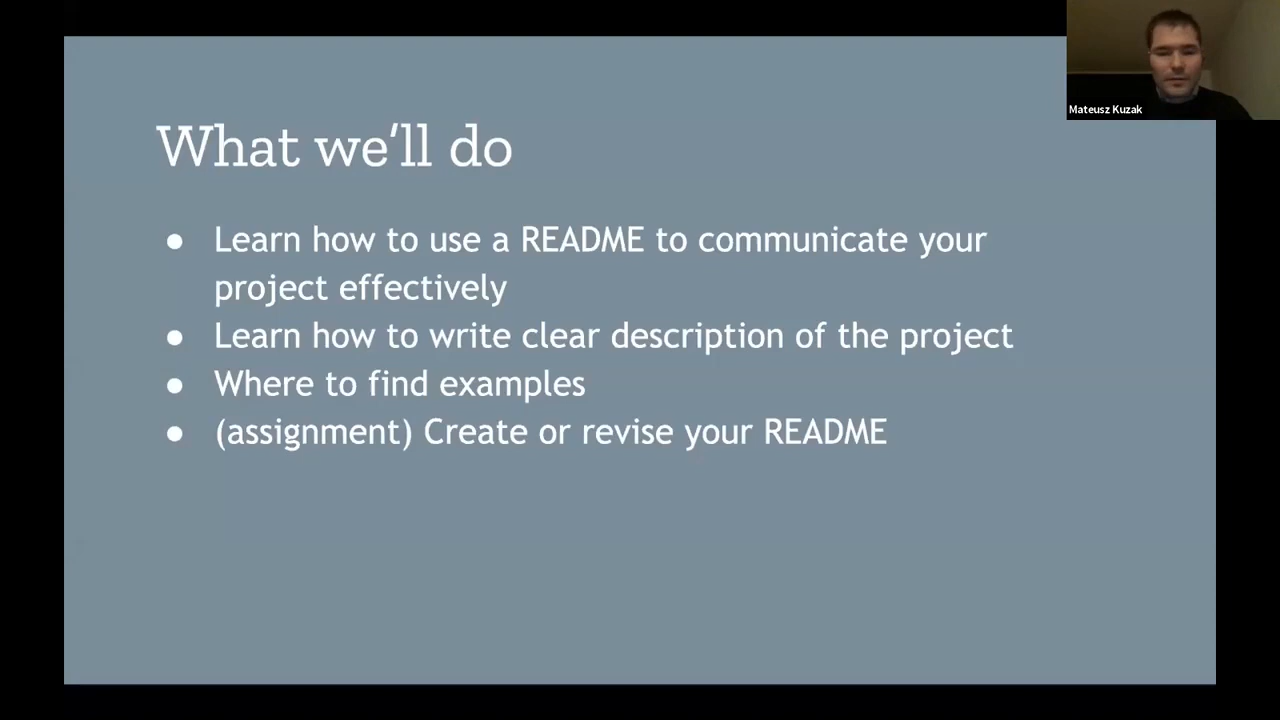 What we'll do
● Learn how to use a README to communicate your
project effectively
● Learn how to write clear description of the project
● Where to find examples
● (assignment) Create or revise your README
Mateusz Kuzak